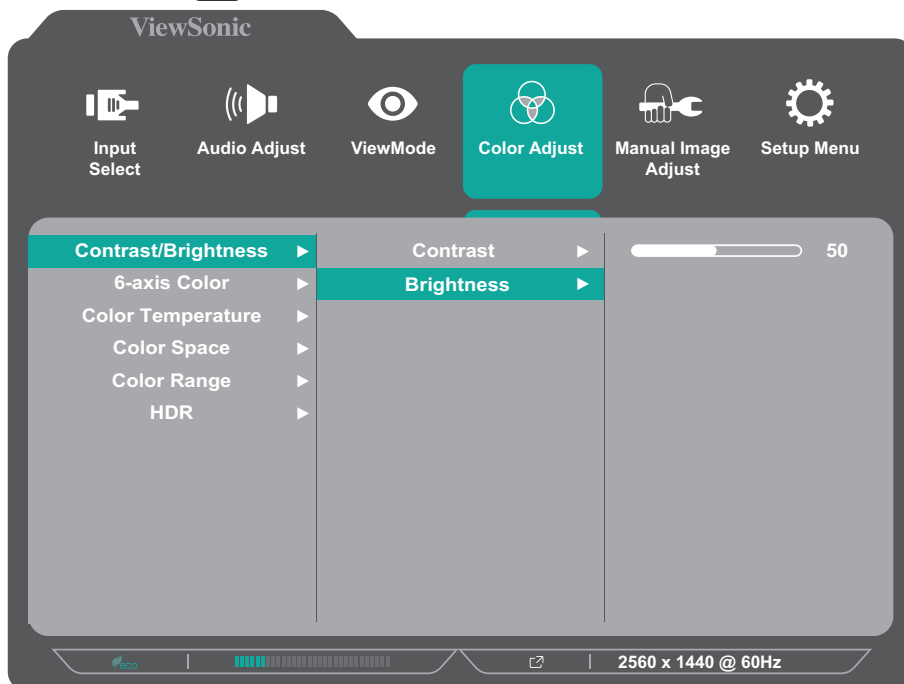 ViewSonic
Input Select
Audio Adjust
ViewMode
Color Adjust
Manual Image Adjust
Setup Menu
Contrast/Brightness
Contrast
50
6-axis Color
Brightness
Color Temperature
Color Space
Color Range
HDR
eco
2560 x 1440 @ 60Hz